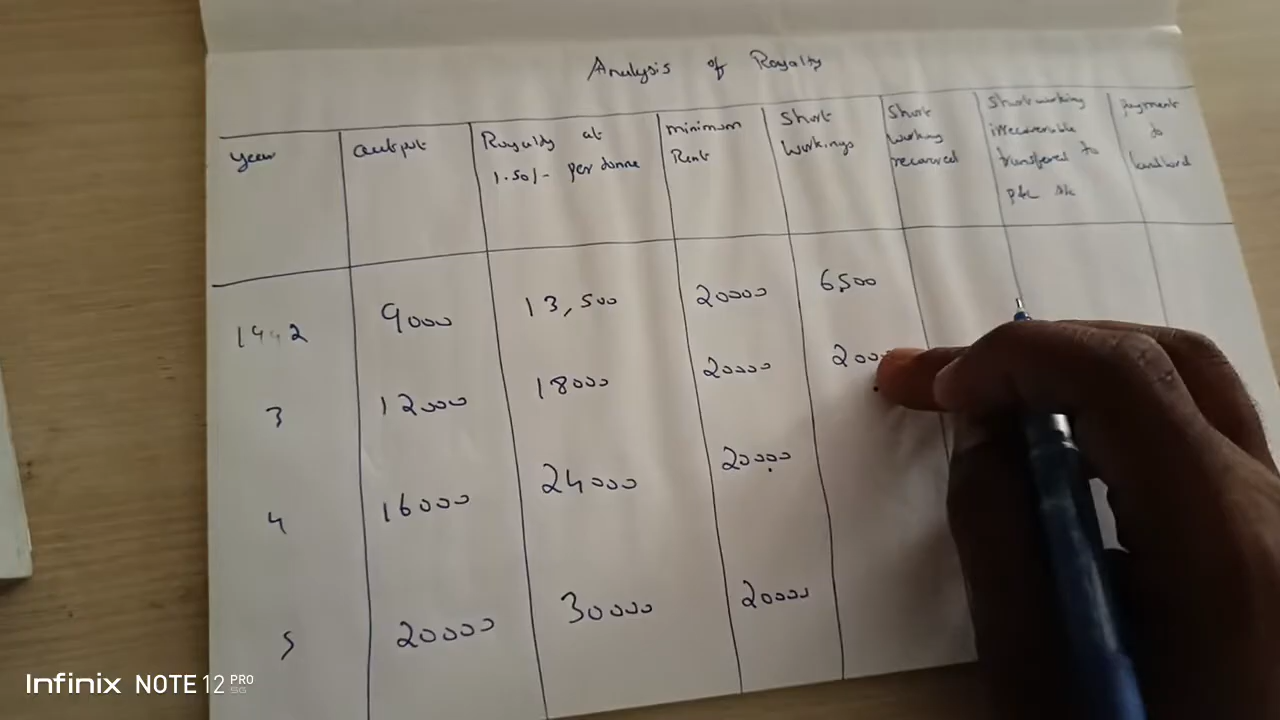 Analysis of Royalty
Year output Royalty at minimum Short Short Short working payment
1.50/- per tonne Rent workings working irrecoverable to
recovered transferred to landlord
P&L A/c
9000 13,500 20000 6,500
3 12000 18000 20000 2000
4 16000 24000 20000
5 20000 30000 20000
Infinix NOTE 12 PRO
5G